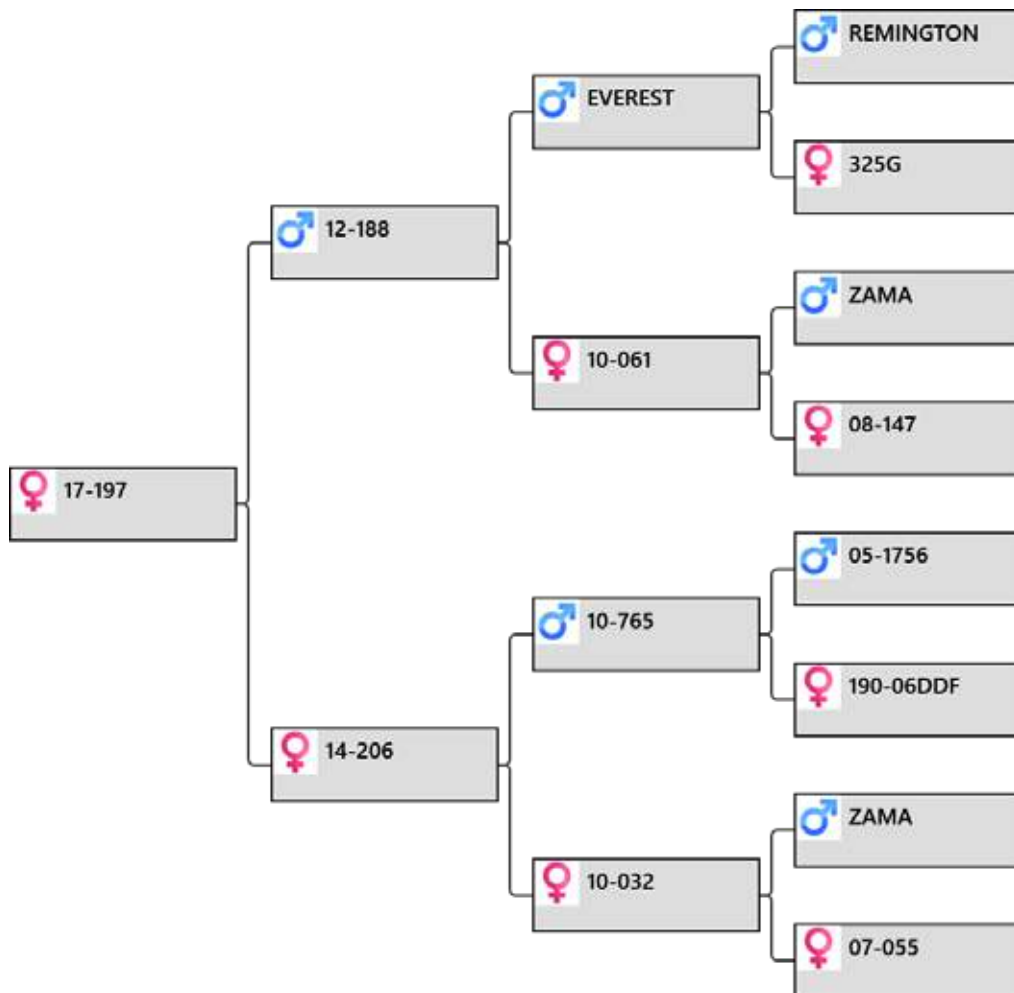 REMINGTON
EVEREST
325G
12-188
ZAMA
10-061
08-147
17-197
05-1756
10-765
190-06DDF
14-206
ZAMA
10-032
07-055